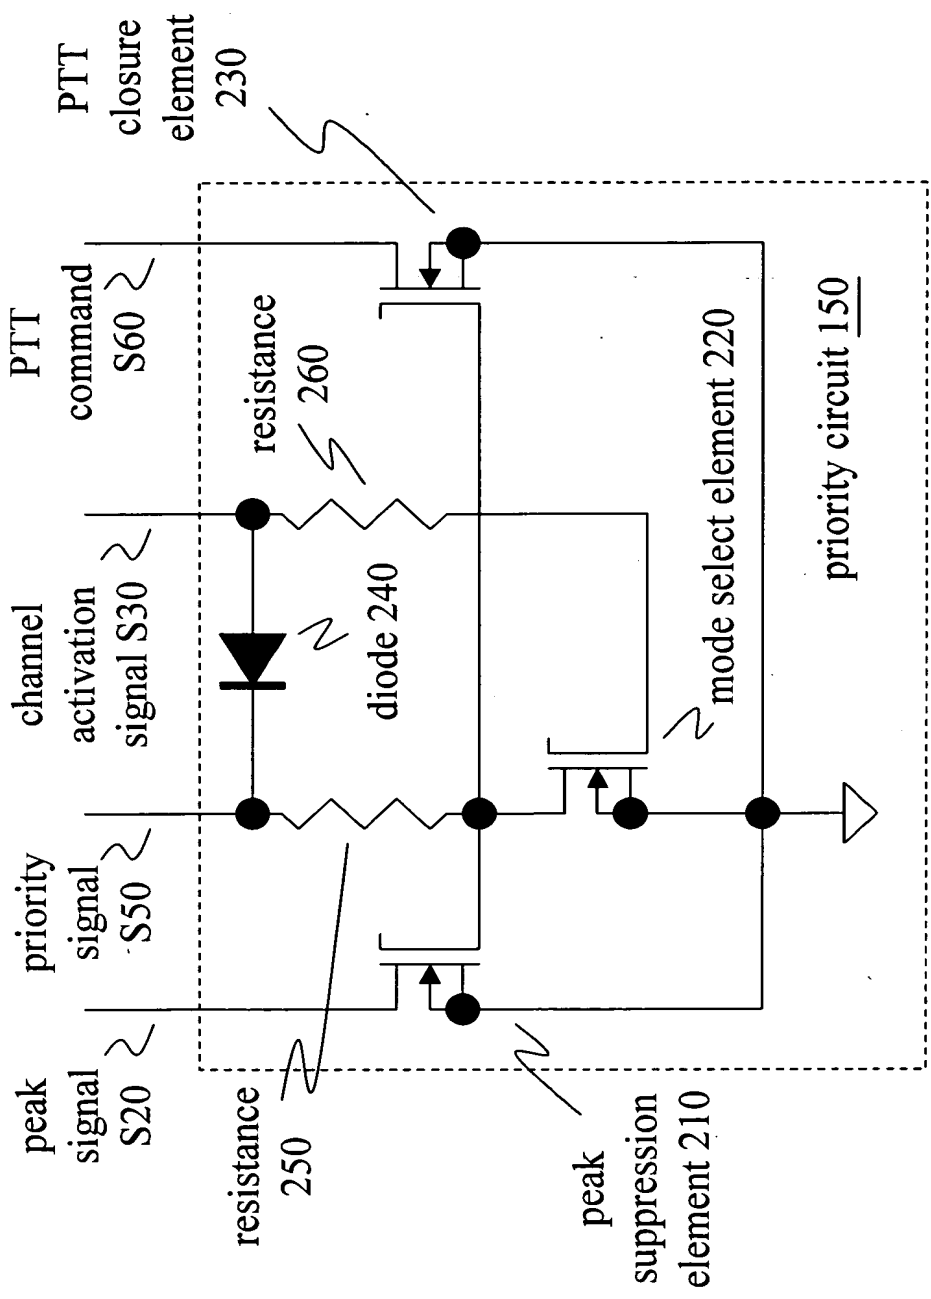 peak
signal
S20
priority
signal
S50
channel
activation
signal S30
PTT
command
S60
PTT
closure
element
230
resistance
250
diode 240
resistance
260
peak
suppression
element 210
mode select element 220
priority circuit 150